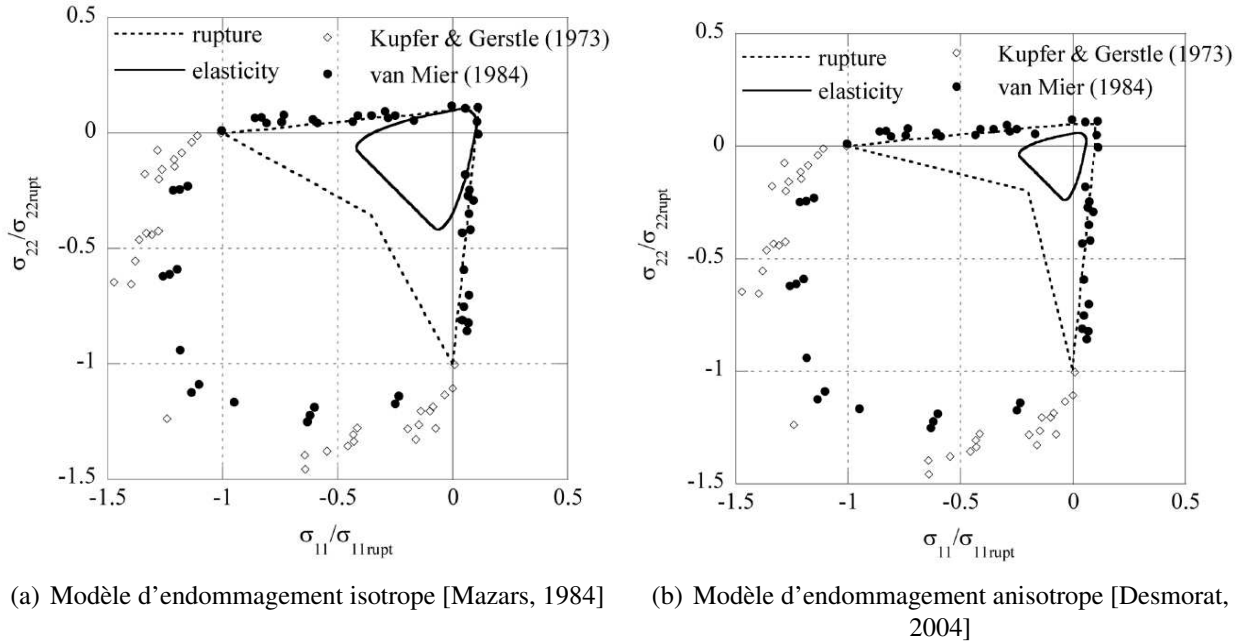 0.5
rupture
elasticity
Kupfer & Gerstle (1973)
van Mier (1984)
0
-0.5
-1
-1.5
-1.5 -1 -0.5 0 0.5
σ22/σ22rupt
σ11/σ11rupt
(a) Modèle d'endommagement isotrope [Mazars, 1984]
0.5
rupture
elasticity
Kupfer & Gerstle (1973)
van Mier (1984)
0
-0.5
-1
-1.5
-1.5 -1 -0.5 0 0.5
σ22/σ22rupt
σ11/σ11rupt
(b) Modèle d'endommagement anisotrope [Desmorat,
2004]